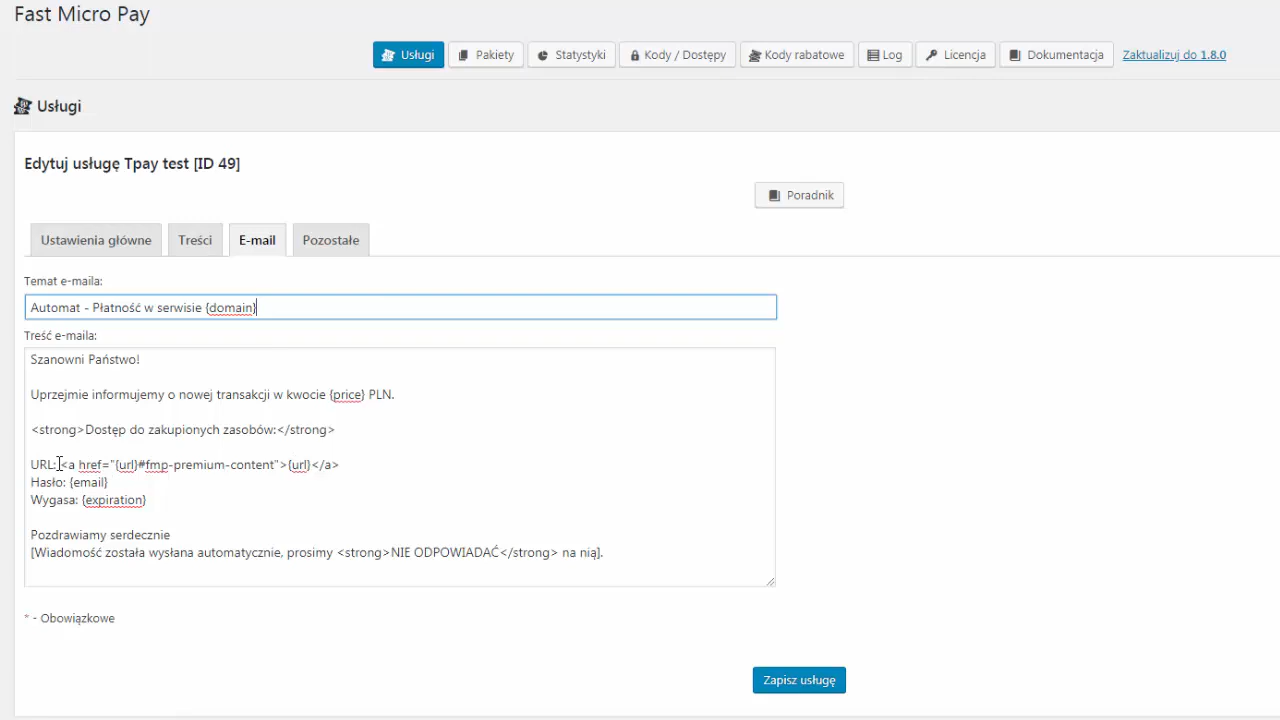 Fast Micro Pay
Usługi Pakiety Statystyki Kody / Dostępy Kody rabatowe Log Licencja Dokumentacja Zaktualizuj do 1.8.0
Usługi
Edytuj usługę Tpay test [ID 49]
Poradnik
Ustawienia główne Treści E-mail Pozostałe
Temat e-maila:
Automat - Płatność w serwisie {domain}
Treść e-maila:
Szanowni Państwo!
Uprzejmie informujemy o nowej transakcji w kwocie {price} PLN.
<strong>Dostęp do zakupionych zasobów:</strong>
URL: <a href="{url}#fmp-premium-content">{url}</a>
Hasło: {email}
Wygasa: {expiration}
Pozdrawiamy serdecznie
[Wiadomość została wysłana automatycznie, prosimy <strong>NIE ODPOWIADAĆ</strong> na nią].
* - Obowiązkowe
Zapisz usługę